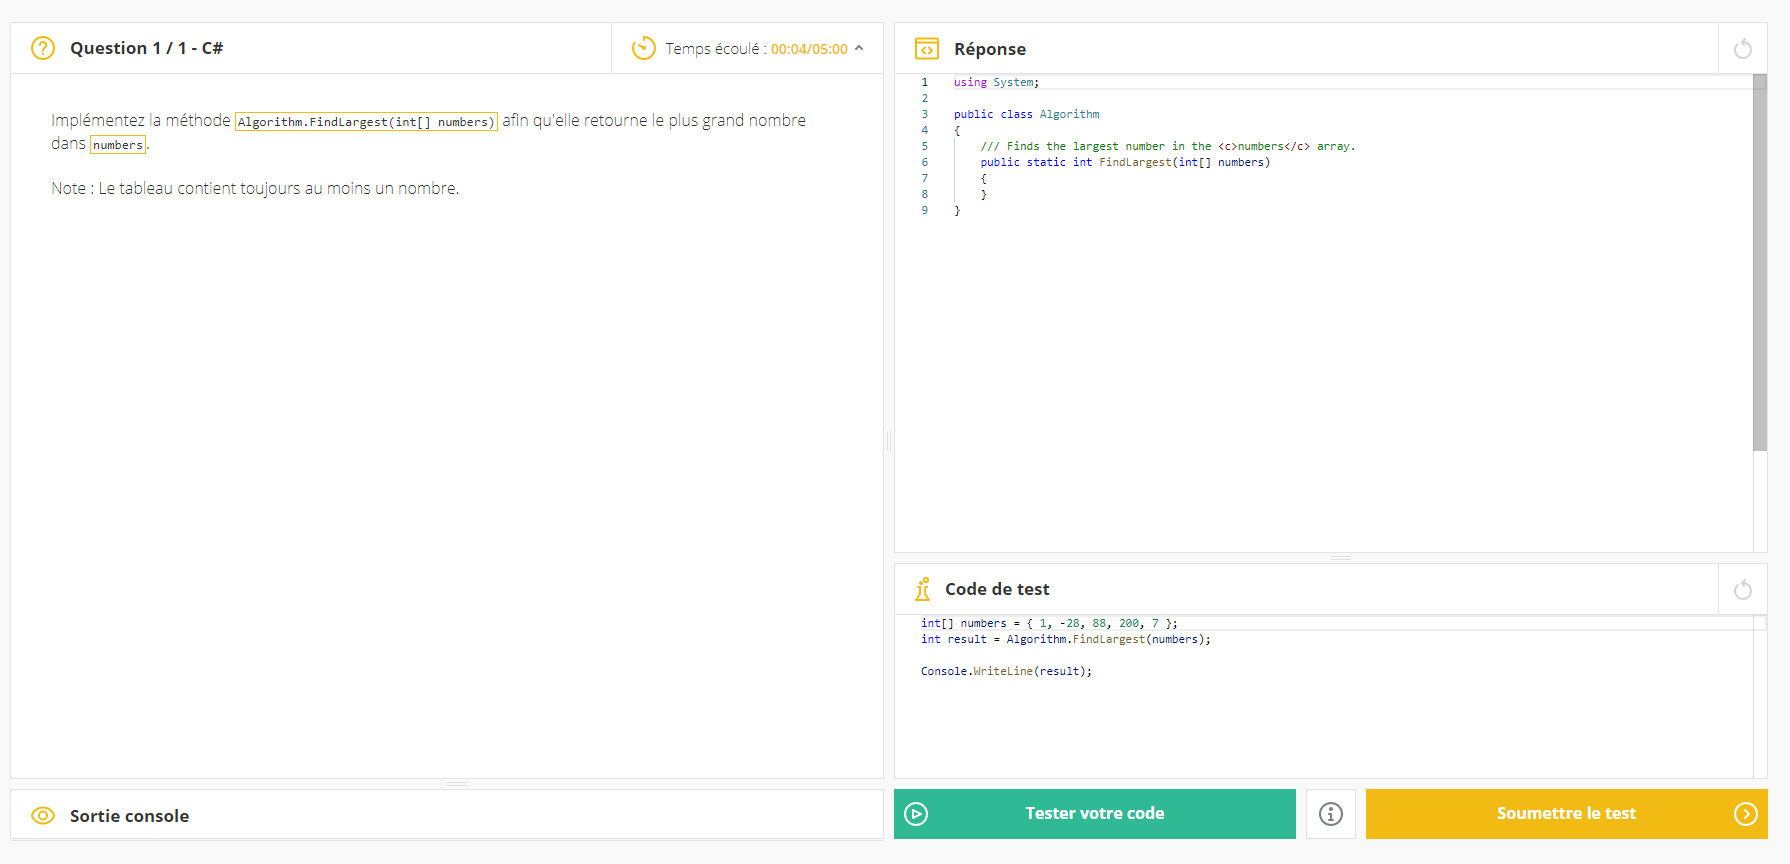 Question 1 / 1 - C#
Temps écoulé : 00:04/05:00
Implémentez la méthode Algorithm.FindLargest(int[] numbers) afin qu'elle retourne le plus grand nombre
dans numbers.
Note : Le tableau contient toujours au moins un nombre.
Sortie console
Réponse
1 using System;
2
3 public class Algorithm
4 {
5 /// Finds the largest number in the <c>numbers</c> array.
6 public static int FindLargest(int[] numbers)
7 {
8 }
9 }
Code de test
int[] numbers = { 1, -28, 88, 200, 7 };
int result = Algorithm.FindLargest(numbers);
Console.WriteLine(result);
Tester votre code
Soumettre le test